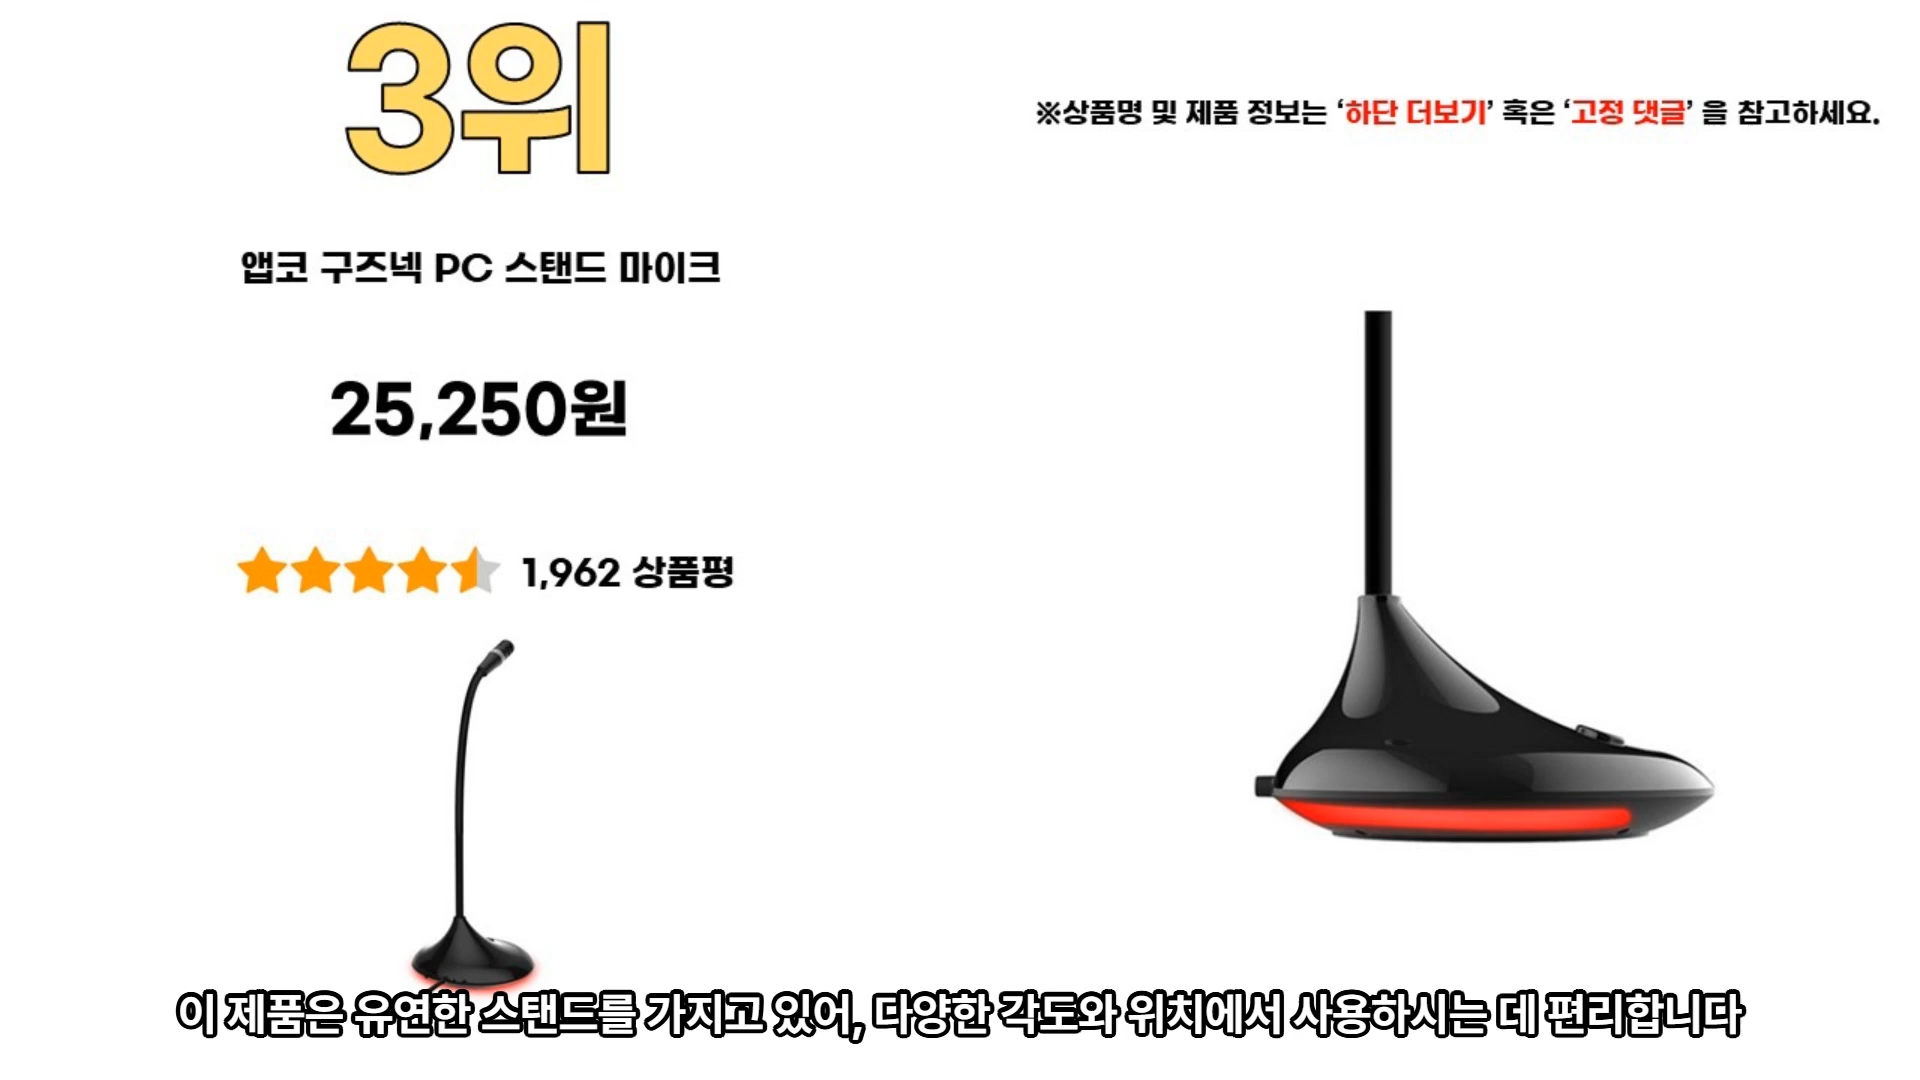 3위
※상품명 및 제품 정보는 ‘하단 더보기’ 혹은 ‘고정 댓글’ 을 참고하세요.
앱코 구즈넥 PC 스탠드 마이크
25,250원
1,962 상품평
이 제품은 유연한 스탠드를 가지고 있어, 다양한 각도와 위치에서 사용하시는 데 편리합니다